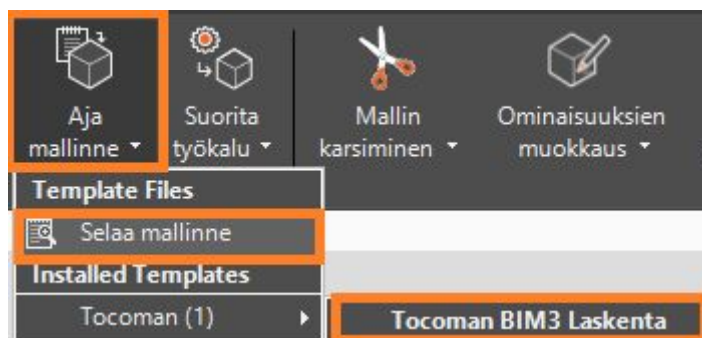 Aja mallinne
Suorita työkalu
Mallin karsiminen
Ominaisuuksien muokkaus
Template Files
Selaa mallinne
Installed Templates
Tocoman (1)
Tocoman BIM3 Laskenta